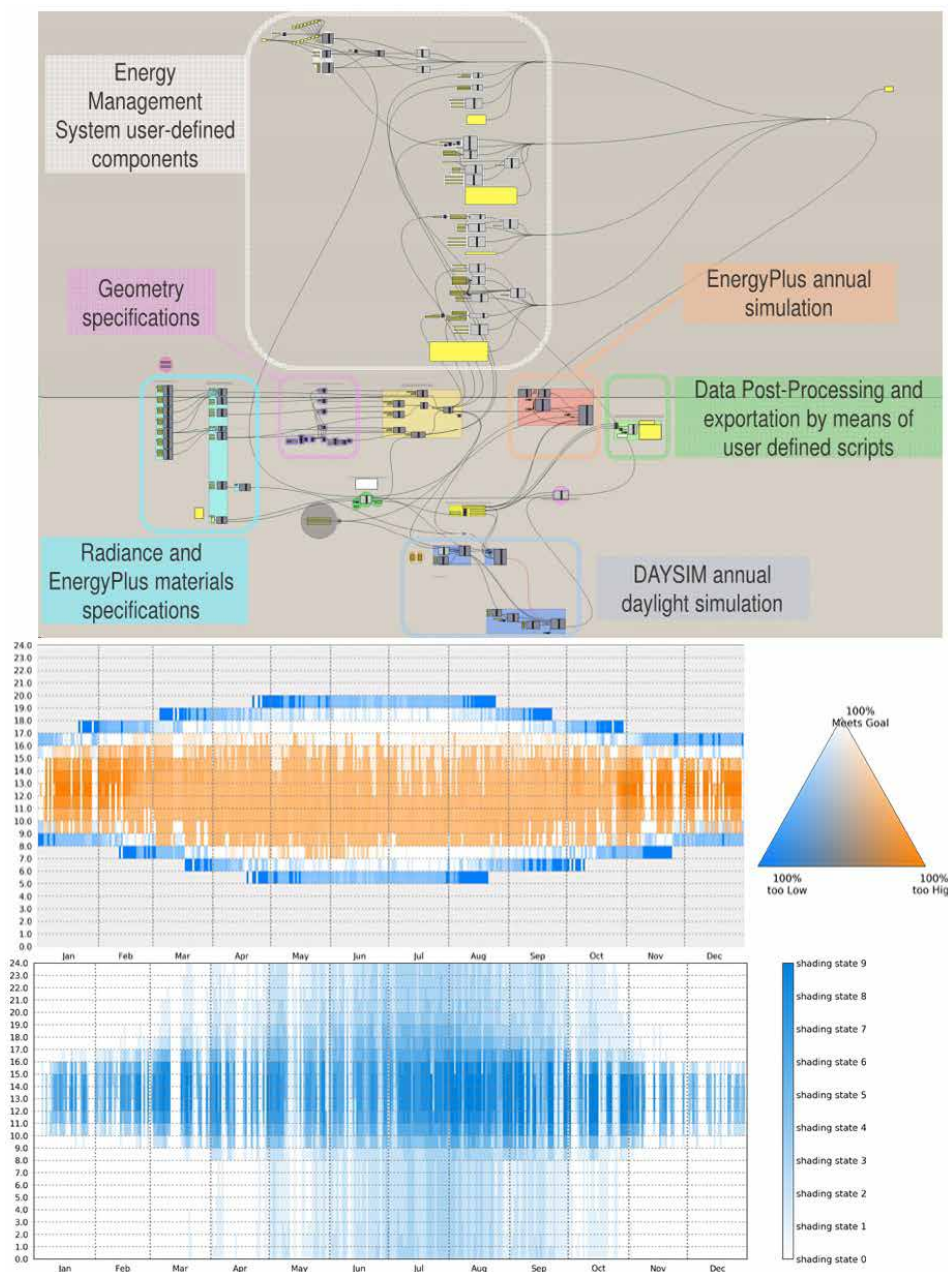 Energy
Management
System user-defined
components
Geometry
specifications
EnergyPlus annual
simulation
Data Post-Processing and
exportation by means of
user defined scripts
Radiance and
EnergyPlus materials
specifications
DAYSIM annual
daylight simulation
24.0
23.0
22.0
21.0
20.0
19.0
18.0
17.0
16.0
15.0
14.0
13.0
12.0
11.0
10.0
9.0
8.0
7.0
6.0
5.0
4.0
3.0
2.0
1.0
0.0
Jan Feb Mar Apr May Jun Jul Aug Sep Oct Nov Dec
100%
Meets Goal
100%
too Low
100%
too Hig
24.0
23.0
22.0
21.0
20.0
19.0
18.0
17.0
16.0
15.0
14.0
13.0
12.0
11.0
10.0
9.0
8.0
7.0
6.0
5.0
4.0
3.0
2.0
1.0
0.0
Jan Feb Mar Apr May Jun Jul Aug Sep Oct Nov Dec
shading state 9
shading state 8
shading state 7
shading state 6
shading state 5
shading state 4
shading state 3
shading state 2
shading state 1
shading state 0